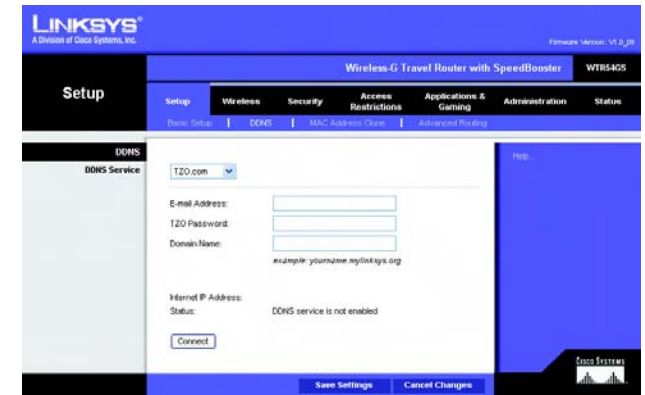 LINKSYS®
A Division of Cisco Systems, Inc.
Firmware Version: V1.0_09
Wireless-G Travel Router with SpeedBooster WTR54GS
Setup
Setup Wireless Security Access Restrictions Applications & Gaming Administration Status
Basic Setup | DDNS | MAC Address Clone | Advanced Routing
DDNS
DDNS Service
TZO.com
Help...
E-mail Address:
TZO Password:
Domain Name:
example: yourname.mylinksys.org
Internet IP Address:
Status: DDNS service is not enabled
Connect
Save Settings Cancel Changes
CISCO SYSTEMS